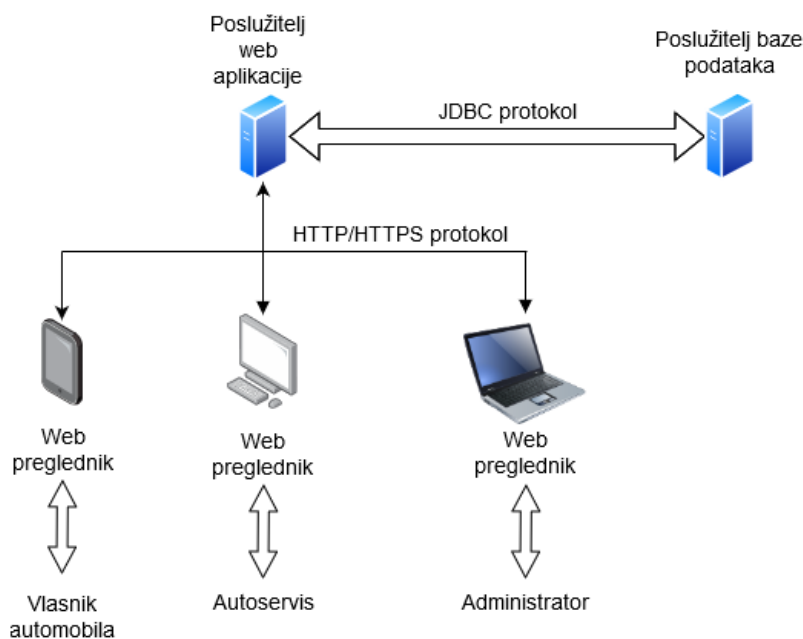 Poslužitelj
web
aplikacije
Poslužitelj baze
podataka
JDBC protokol
HTTP/HTTPS protokol
Web
preglednik
Web
preglednik
Web
preglednik
Vlasnik
automobila
Autoservis
Administrator